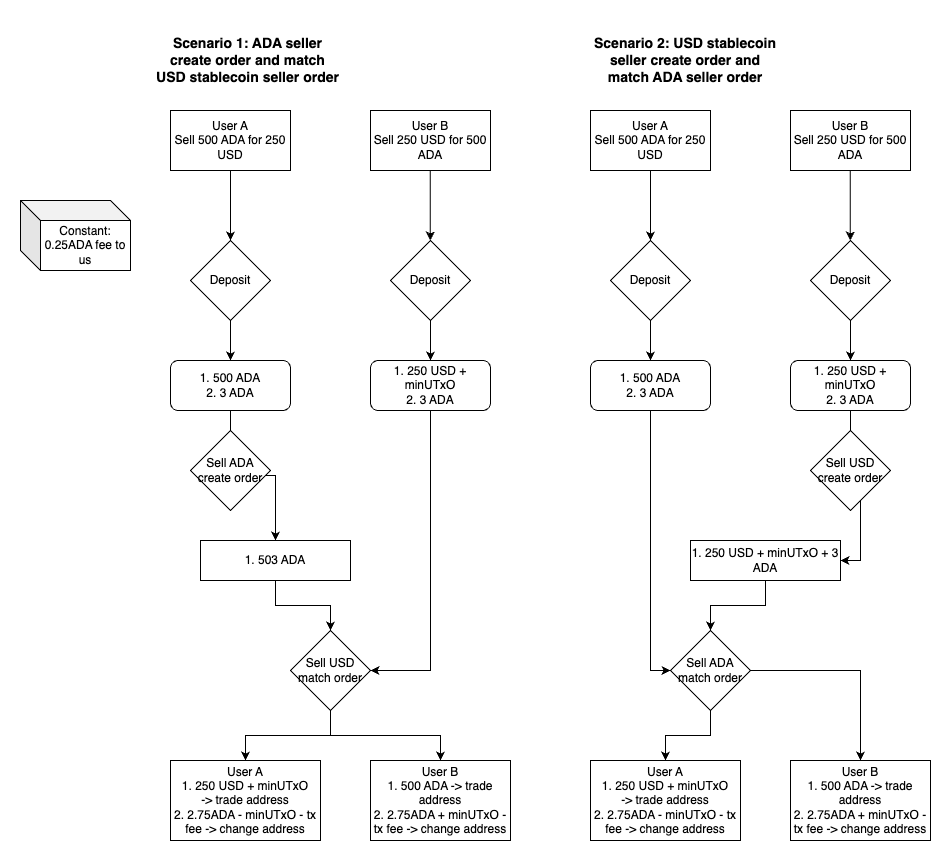 Scenario 1: ADA seller
create order and match
USD stablecoin seller order
Scenario 2: USD stablecoin
seller create order and
match ADA seller order
User A
Sell 500 ADA for 250
USD
User B
Sell 250 USD for 500
ADA
User A
Sell 500 ADA for 250
USD
User B
Sell 250 USD for 500
ADA
Constant:
0.25ADA fee to
us
Deposit
Deposit
Deposit
Deposit
1. 500 ADA
2. 3 ADA
1. 250 USD +
minUTxO
2. 3 ADA
1. 500 ADA
2. 3 ADA
1. 250 USD +
minUTxO
2. 3 ADA
Sell ADA
create order
Sell USD
create order
1. 503 ADA
1. 250 USD + minUTxO + 3
ADA
Sell USD
match order
Sell ADA
match order
User A
1. 250 USD + minUTxO
-> trade address
2. 2.75ADA - minUTxO - tx
fee -> change address
User B
1. 500 ADA -> trade
address
2. 2.75ADA + minUTxO -
tx fee -> change address
User A
1. 250 USD + minUTxO
-> trade address
2. 2.75ADA - minUTxO - tx
fee -> change address
User B
1. 500 ADA -> trade
address
2. 2.75ADA + minUTxO -
tx fee -> change address